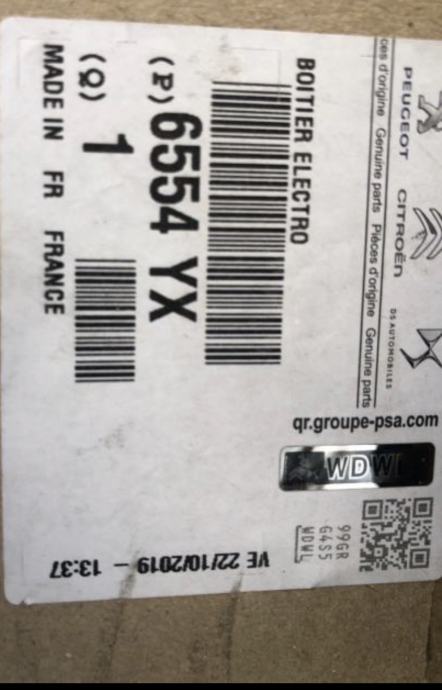 PEUGEOT CITROËN DS AUTOMOBILES
ces d'origine Genuine parts Pièces d'origine Genuine parts
BOITIER ELECTRO
(P) 6554 YX
(Q) 1
MADE IN FR FRANCE
qr.groupe-psa.com
WDW
99GR
G4S5
WDWL
VE 22/10/2019 - 13:37